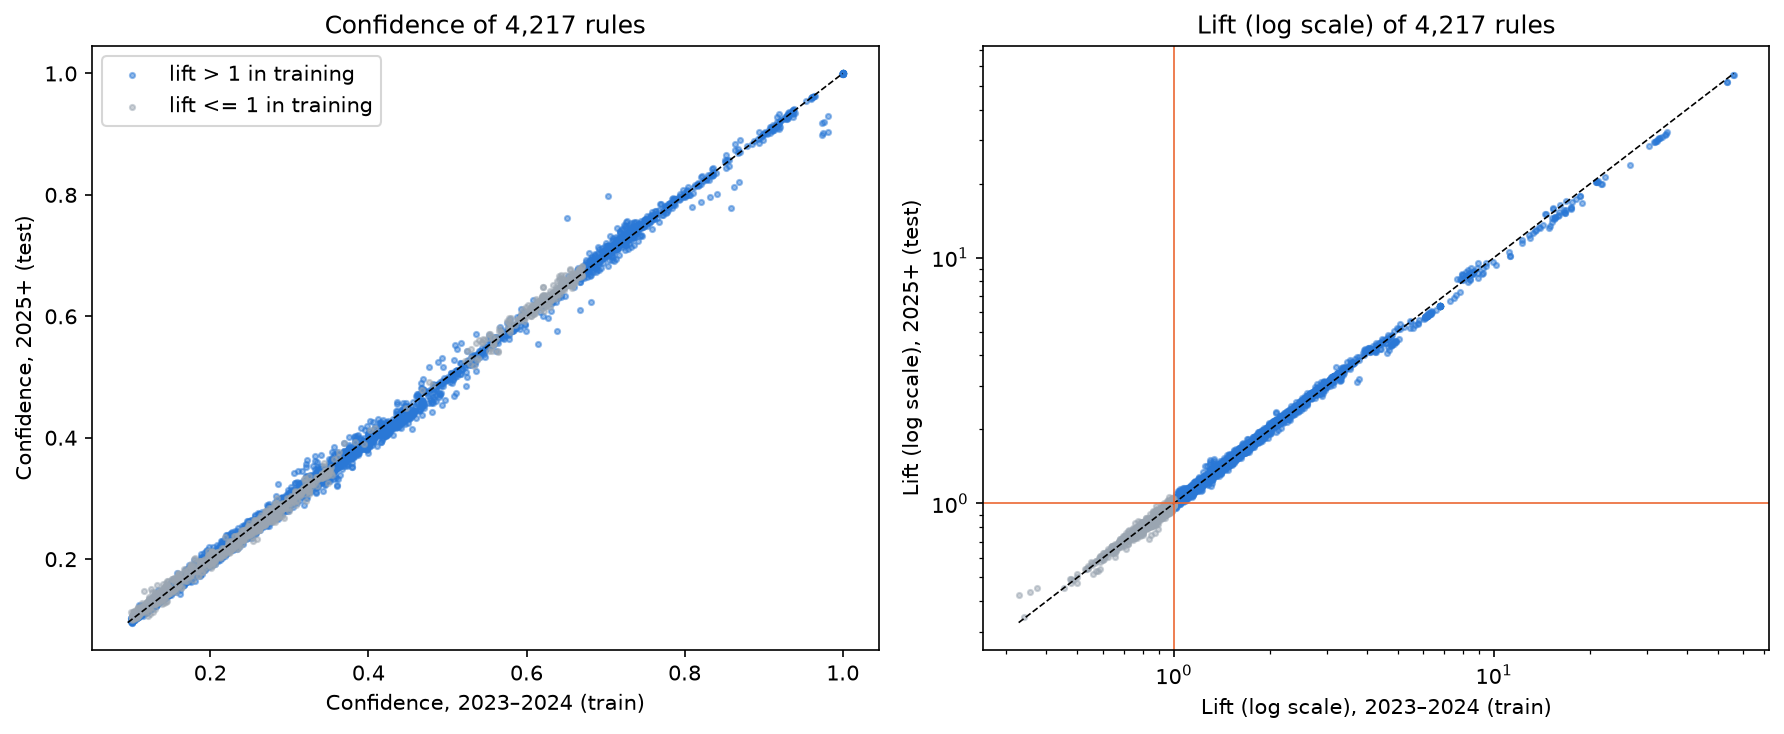 Confidence of 4,217 rules
lift > 1 in training
lift <= 1 in training
1.0
0.8
0.6
0.4
0.2
Confidence, 2025+ (test)
0.2 0.4 0.6 0.8 1.0
Confidence, 2023–2024 (train)
Lift (log scale) of 4,217 rules
10¹
10⁰
Lift (log scale), 2025+ (test)
10⁰ 10¹
Lift (log scale), 2023–2024 (train)